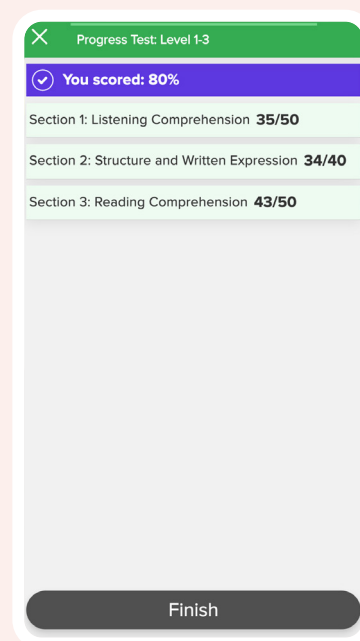 Progress Test: Level 1-3
You scored: 80%
Section 1: Listening Comprehension 35/50
Section 2: Structure and Written Expression 34/40
Section 3: Reading Comprehension 43/50
Finish